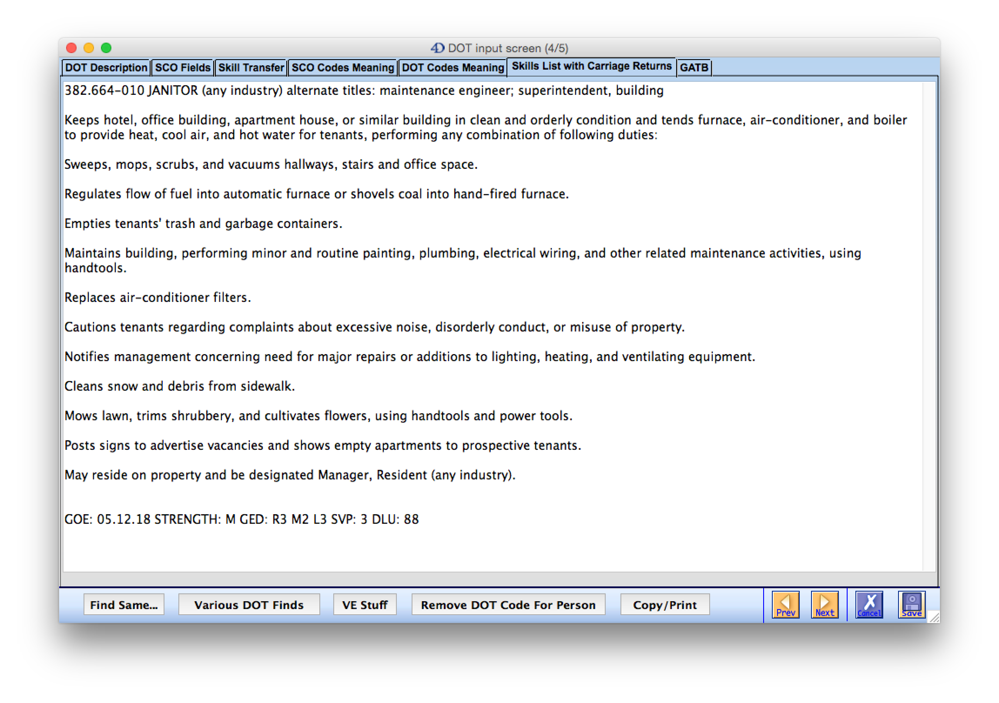 4D DOT input screen (4/5)
DOT Description SCO Fields Skill Transfer SCO Codes Meaning DOT Codes Meaning Skills List with Carriage Returns GATB
382.664-010 JANITOR (any industry) alternate titles: maintenance engineer; superintendent, building
Keeps hotel, office building, apartment house, or similar building in clean and orderly condition and tends furnace, air-conditioner, and boiler
to provide heat, cool air, and hot water for tenants, performing any combination of following duties:
Sweeps, mops, scrubs, and vacuums hallways, stairs and office space.
Regulates flow of fuel into automatic furnace or shovels coal into hand-fired furnace.
Empties tenants' trash and garbage containers.
Maintains building, performing minor and routine painting, plumbing, electrical wiring, and other related maintenance activities, using
handtools.
Replaces air-conditioner filters.
Cautions tenants regarding complaints about excessive noise, disorderly conduct, or misuse of property.
Notifies management concerning need for major repairs or additions to lighting, heating, and ventilating equipment.
Cleans snow and debris from sidewalk.
Mows lawn, trims shrubbery, and cultivates flowers, using handtools and power tools.
Posts signs to advertise vacancies and shows empty apartments to prospective tenants.
May reside on property and be designated Manager, Resident (any industry).
GOE: 05.12.18 STRENGTH: M GED: R3 M2 L3 SVP: 3 DLU: 88
Find Same... Various DOT Finds VE Stuff Remove DOT Code For Person Copy/Print Prev Next Cancel Save